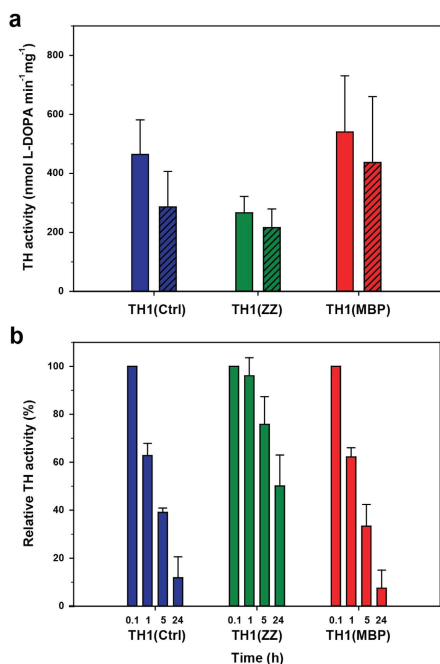 a
TH activity (nmol L-DOPA min⁻¹mg⁻¹)
800
600
400
200
0
TH1(Ctrl) TH1(ZZ) TH1(MBP)
b
Relative TH activity (%)
100
80
60
40
20
0
0.1 1 5 24 0.1 1 5 24 0.1 1 5 24
TH1(Ctrl) TH1(ZZ) TH1(MBP)
Time (h)